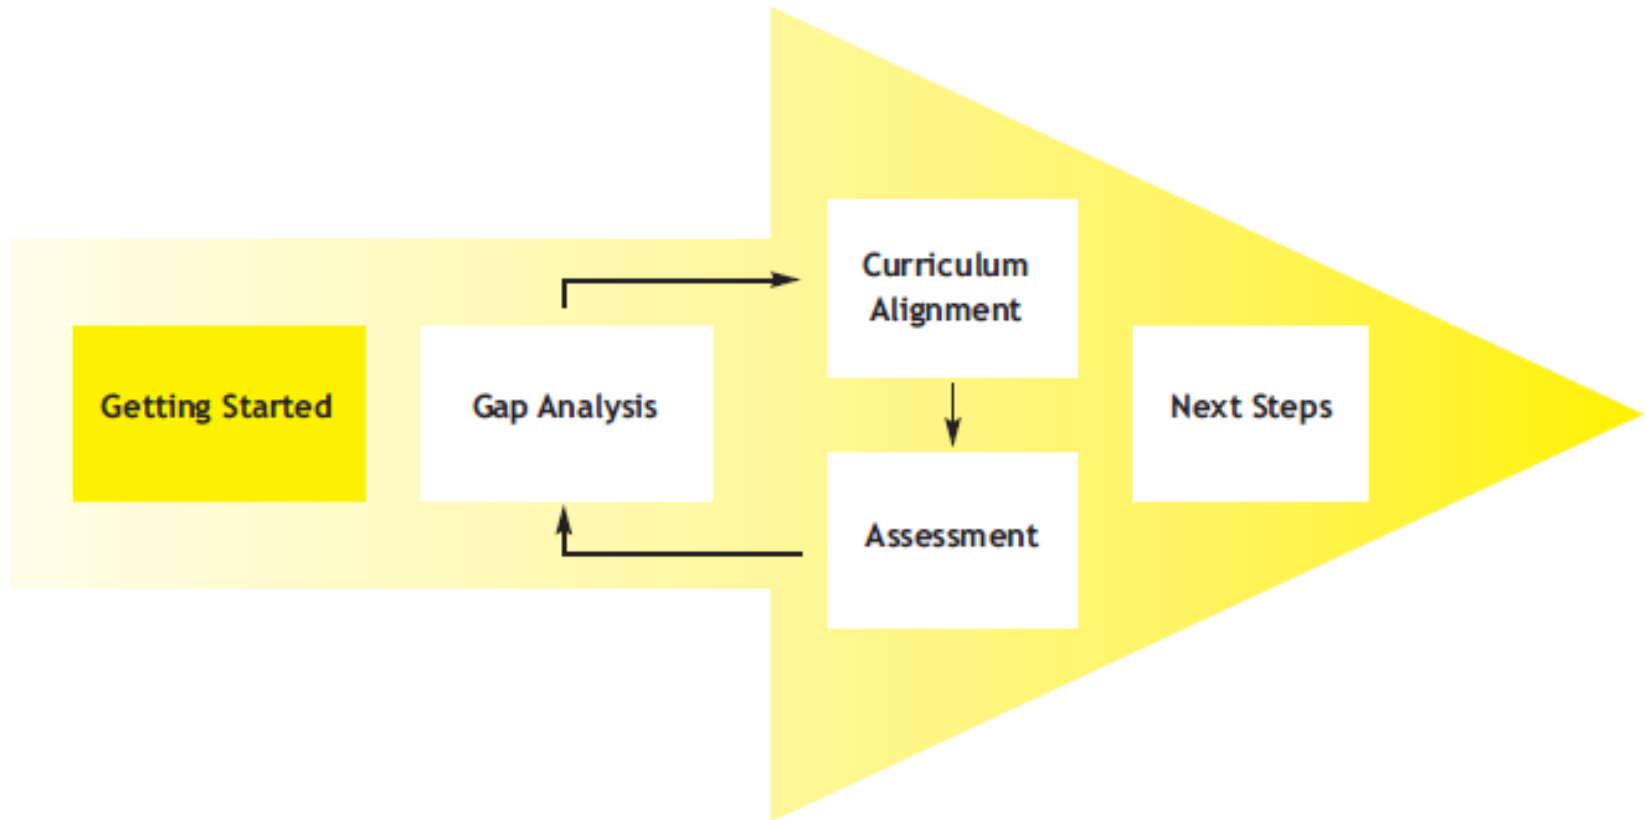 Getting Started
Gap Analysis
Curriculum
Alignment
Assessment
Next Steps